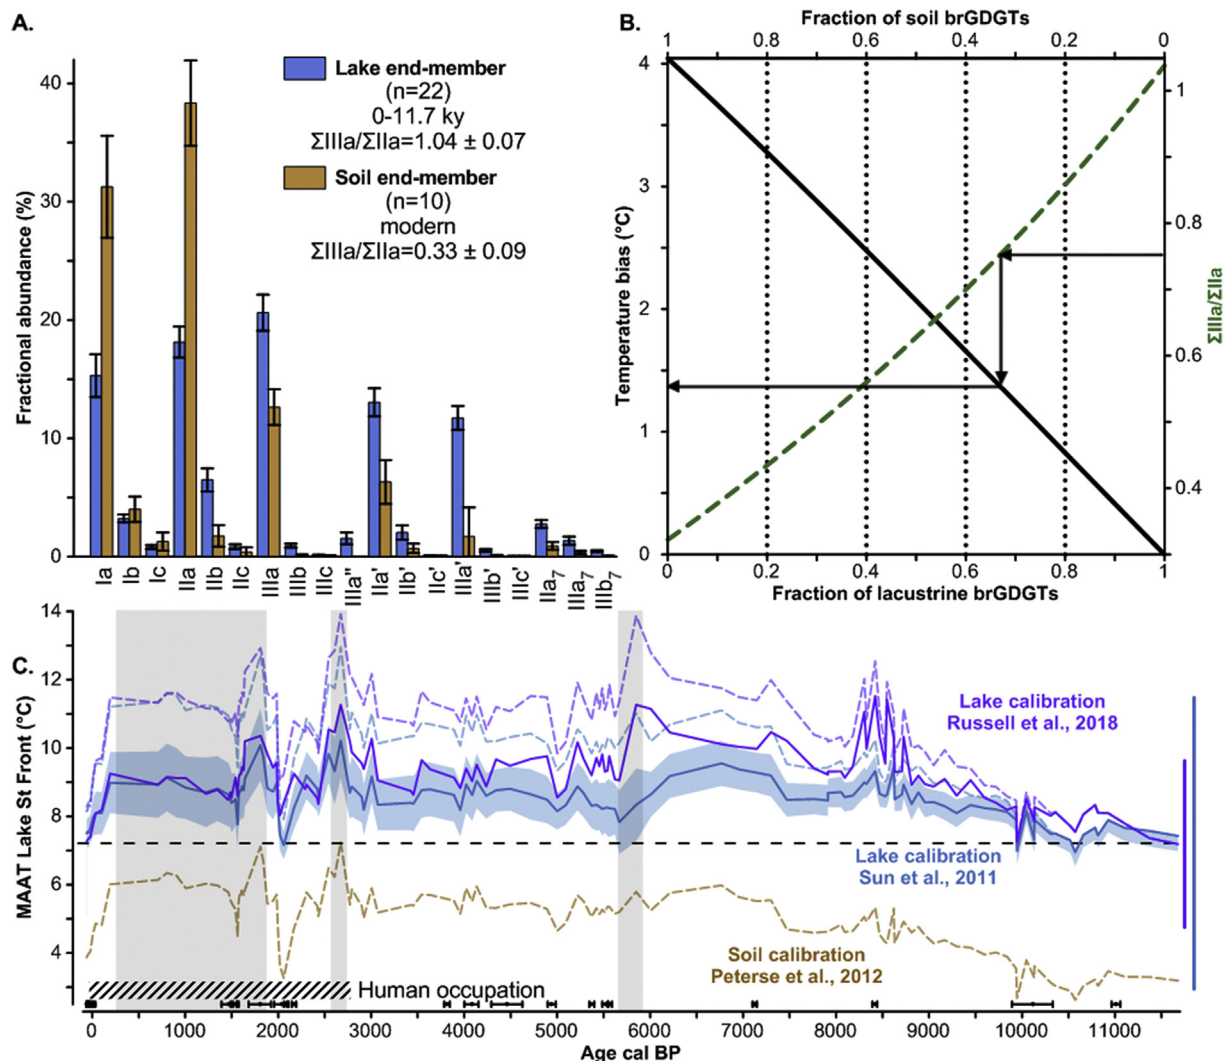 A.
Fractional abundance (%)
40
30
20
10
0
Lake end-member
(n=22)
0-11.7 ky
ΣIIIa/ΣIIa=1.04 ± 0.07
Soil end-member
(n=10)
modern
ΣIIIa/ΣIIa=0.33 ± 0.09
Ia Ib Ic IIa IIb IIc IIIa IIIb IIIc IIIa" IIa' IIb' IIc' IIIa' IIIb' IIIc' IIa₇ IIIa₇ IIIb₇
B.
Fraction of soil brGDGTs
1 0.8 0.6 0.4 0.2 0
Temperature bias (°C)
4
3
2
1
0
ΣIIIa/ΣIIa
1
0.8
0.6
0.4
0 0.2 0.4 0.6 0.8 1
Fraction of lacustrine brGDGTs
C.
MAAT Lake St Front (°C)
14
12
10
8
6
4
Lake calibration
Russell et al., 2018
Lake calibration
Sun et al., 2011
Soil calibration
Peterse et al., 2012
Human occupation
0 1000 2000 3000 4000 5000 6000 7000 8000 9000 10000 11000
Age cal BP